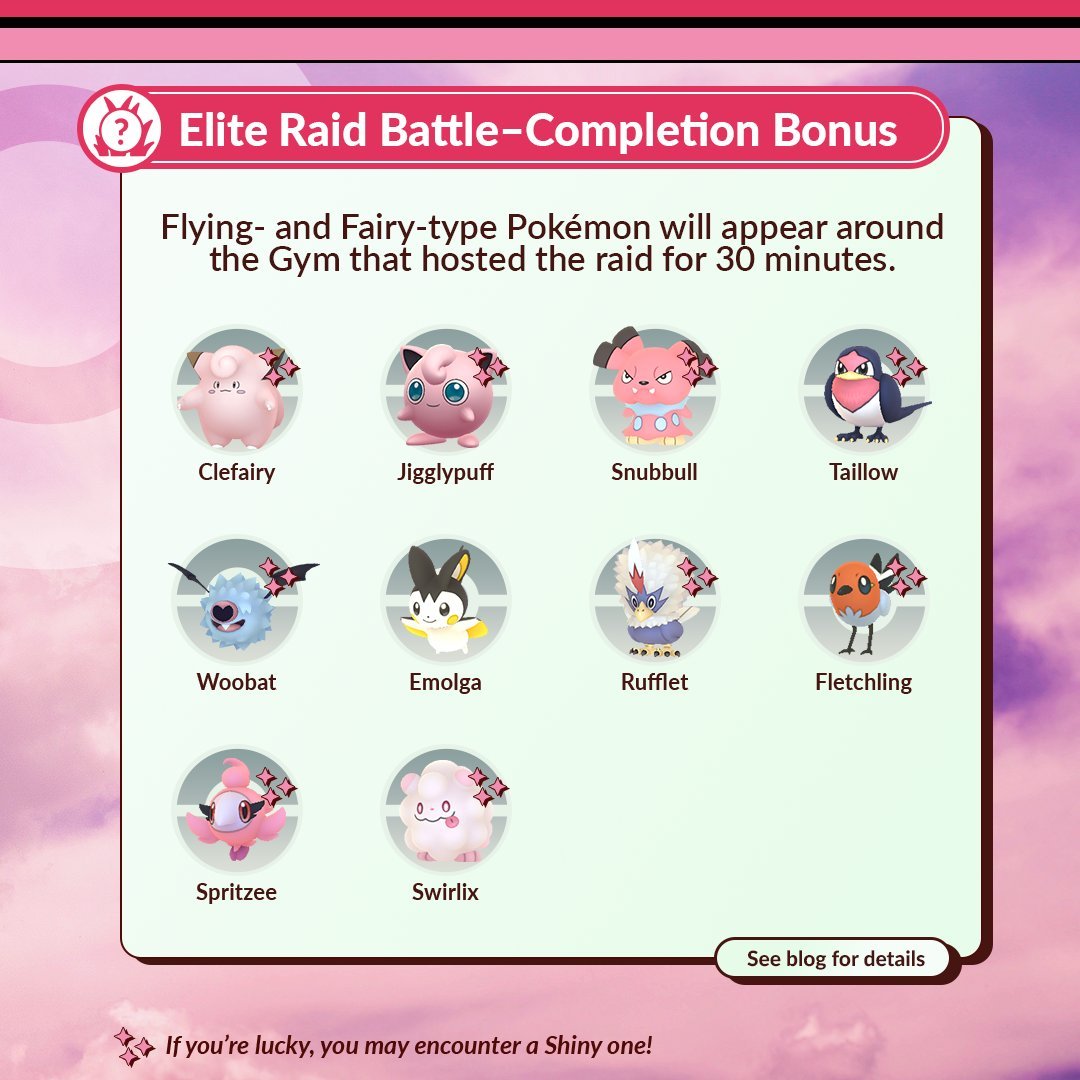 ?
Elite Raid Battle–Completion Bonus
Flying- and Fairy-type Pokémon will appear around
the Gym that hosted the raid for 30 minutes.
Clefairy
Jigglypuff
Snubbull
Taillow
Woobat
Emolga
Rufflet
Fletchling
Spritzee
Swirlix
See blog for details
If you're lucky, you may encounter a Shiny one!